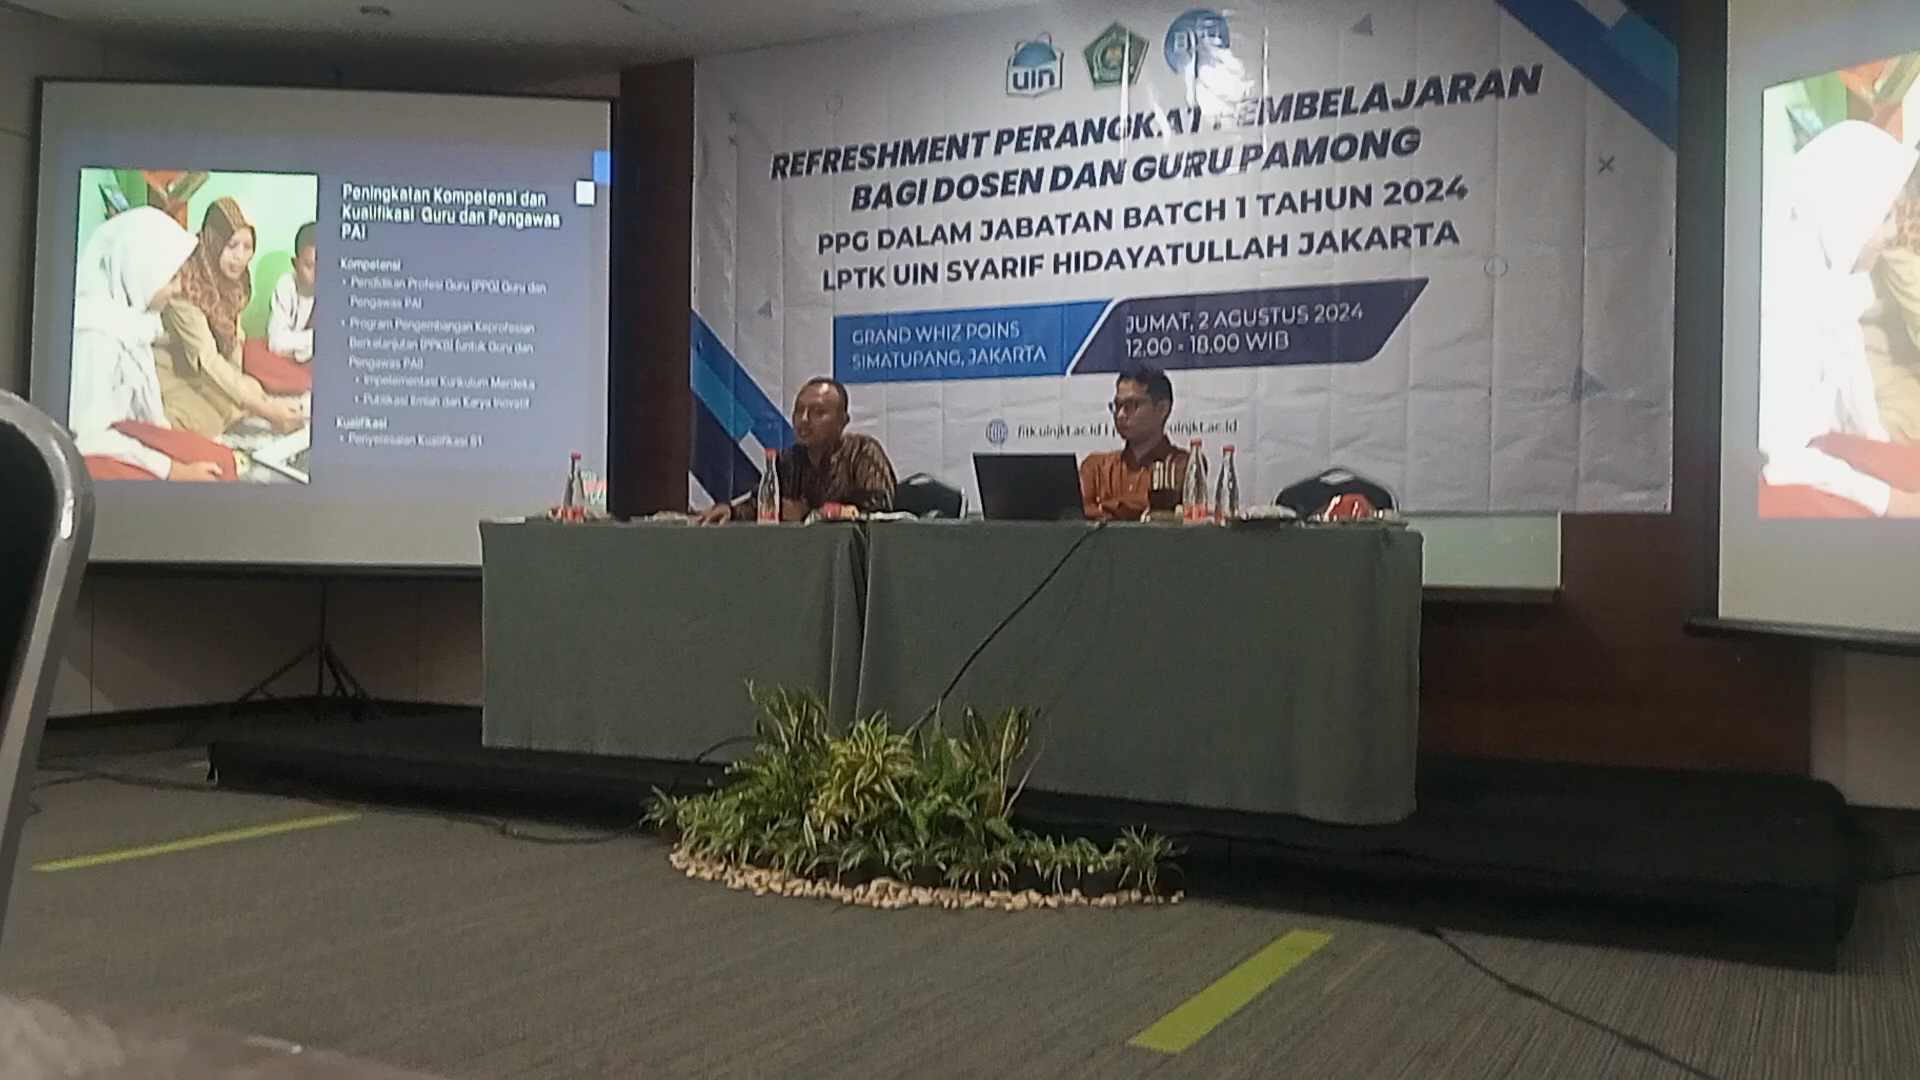 Peningkatan Kompetensi dan
Kualifikasi Guru dan Pengawas
PAI
Kompetensi
• Pendidikan Profesi Guru (PPG) Guru dan
Pengawas PAI
• Program Pengembangan Keprofesian
Berkelanjutan (PPKB) (untuk Guru dan
Pengawas PAI)
• Impelementasi Kurikulum Merdeka
• Publikasi Ilmiah dan Karya Inovatif
Kualifikasi
• Penyelesaian Kualifikasi S1
uin
REFRESHMENT PERANGKAT PEMBELAJARAN
BAGI DOSEN DAN GURU PAMONG
PPG DALAM JABATAN BATCH 1 TAHUN 2024
LPTK UIN SYARIF HIDAYATULLAH JAKARTA
GRAND WHIZ POINS
SIMATUPANG, JAKARTA
JUMAT, 2 AGUSTUS 2024
12.00 - 18.00 WIB
fitk.uinjkt.ac.id | uinjkt.ac.id